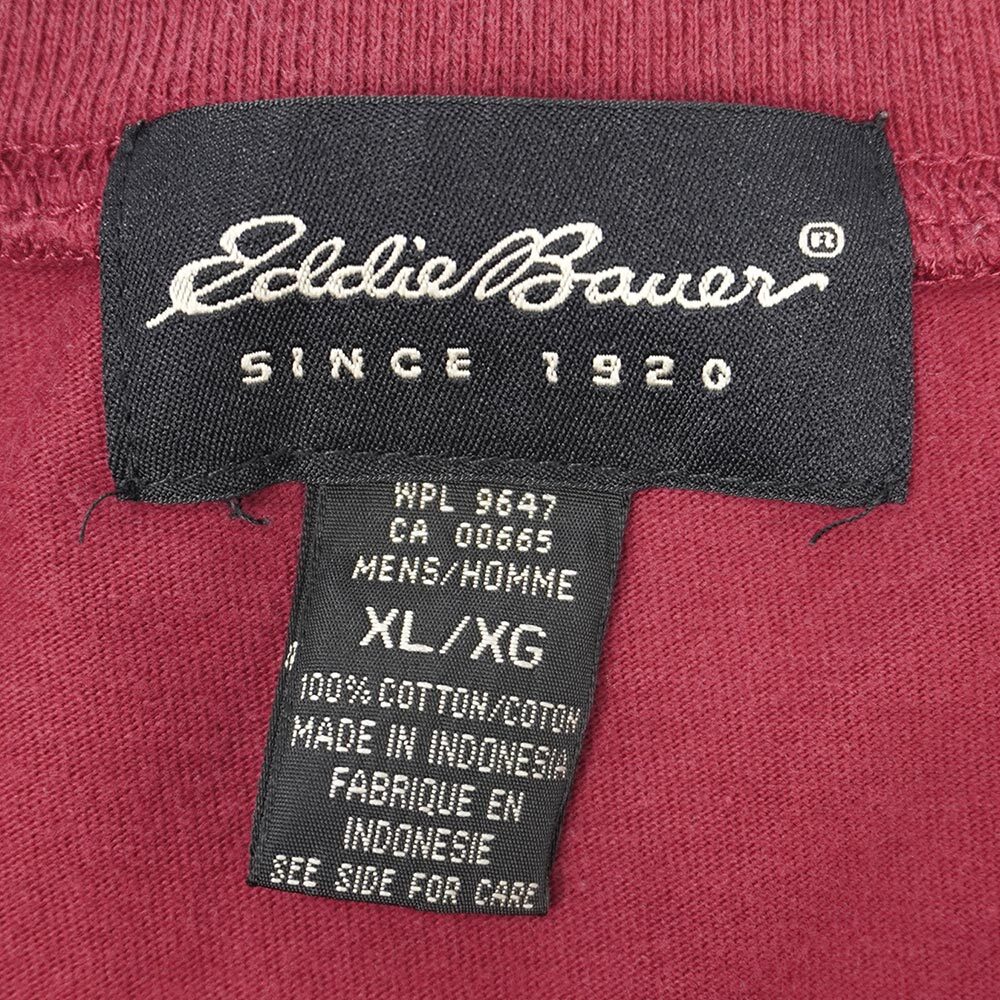 Eddie Bauer®
SINCE 1920
WPL 9647
CA 00665
MENS/HOMME
XL/XG
100% COTTON/COTON
MADE IN INDONESIA
FABRIQUE EN
INDONESIE
SEE SIDE FOR CARE